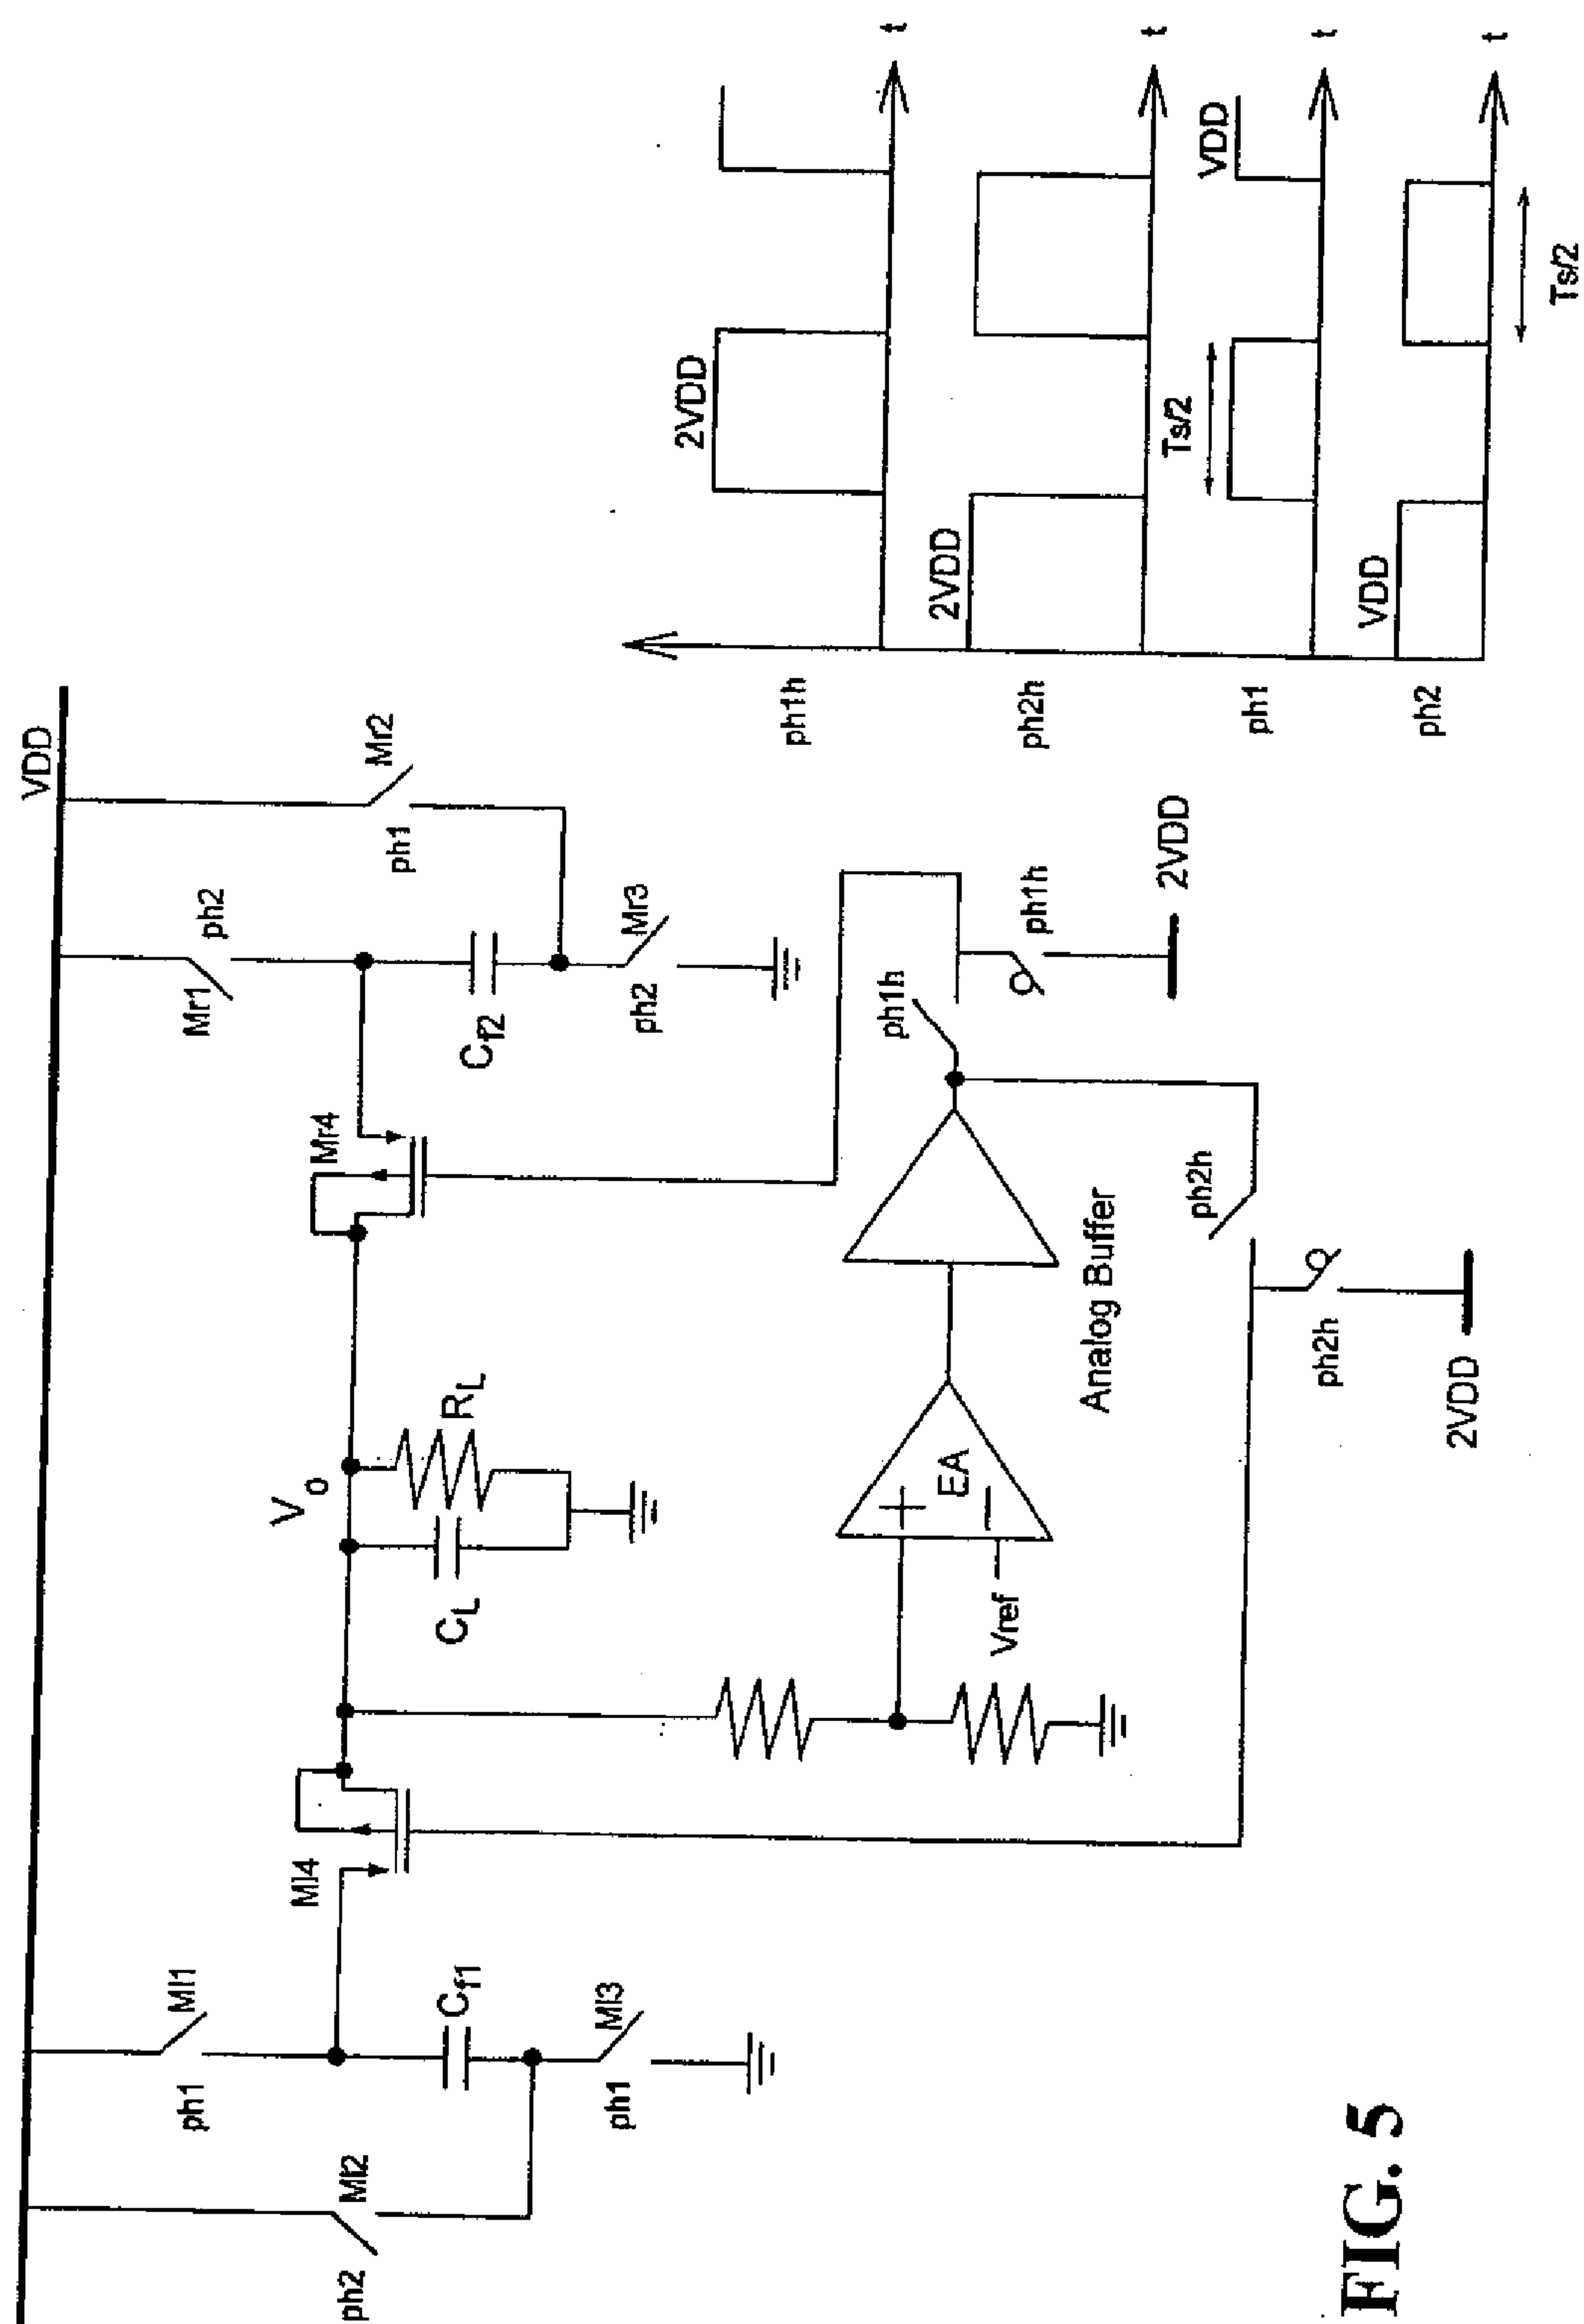 VDD
Ml1
ph1
Ml2
ph2
Cf1
Ml3
ph1
Ml4
Vo
CL
RL
Mr4
Mr1
ph2
Mr2
ph1
Cf2
Mr3
ph2
Vref
+
EA
−
Analog Buffer
ph1h
ph1h
2VDD
ph2h
ph2h
2VDD
ph1h
2VDD
t
ph2h
2VDD
t
ph1
Ts/2
VDD
t
ph2
VDD
Ts/2
t
FIG. 5